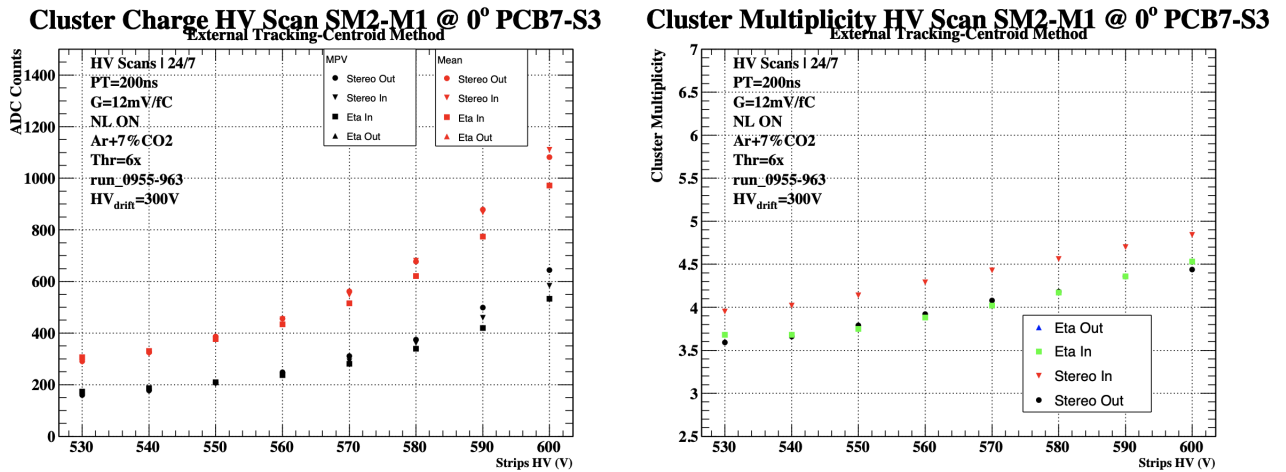 Cluster Charge HV Scan SM2-M1 @ 0° PCB7-S3
External Tracking-Centroid Method
ADC Counts
1400
1200
1000
800
600
400
200
0
HV Scans | 24/7
PT=200ns
G=12mV/fC
NL ON
Ar+7%CO2
Thr=6x
run_0955-963
HVdrift=300V
MPV
Stereo Out
Stereo In
Eta In
Eta Out
Mean
Stereo Out
Stereo In
Eta In
Eta Out
530 540 550 560 570 580 590 600
Strips HV (V)
Cluster Multiplicity HV Scan SM2-M1 @ 0° PCB7-S3
External Tracking-Centroid Method
Cluster Multiplicity
7
6.5
6
5.5
5
4.5
4
3.5
3
2.5
HV Scans | 24/7
PT=200ns
G=12mV/fC
NL ON
Ar+7%CO2
Thr=6x
run_0955-963
HVdrift=300V
Eta Out
Eta In
Stereo In
Stereo Out
530 540 550 560 570 580 590 600
Strips HV (V)